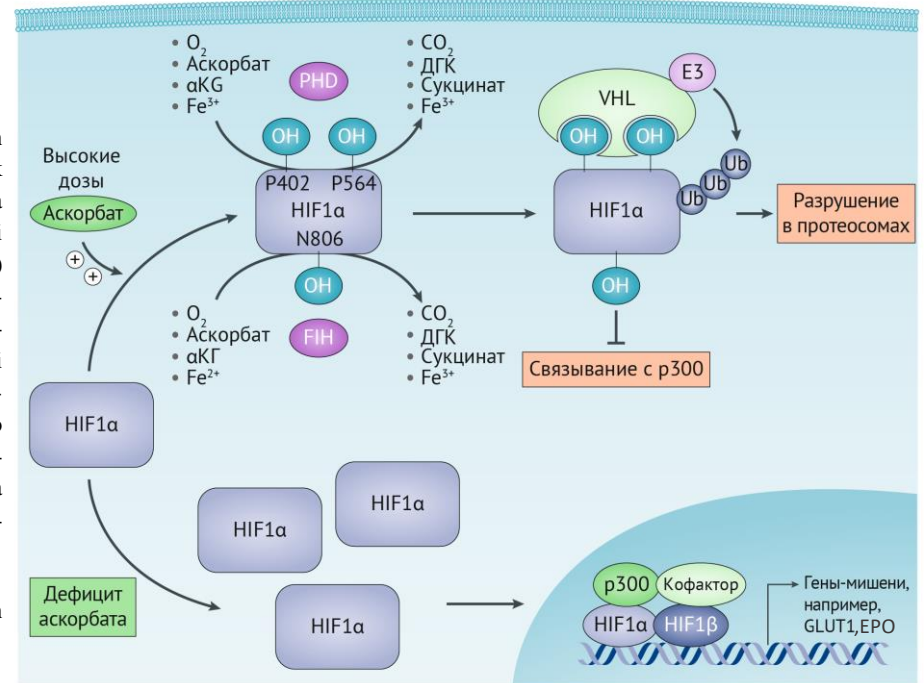 • O₂
• Аскорбат
• αKG
• Fe³⁺
PHD
• CO₂
• ДГК
• Сукцинат
• Fe³⁺
OH
OH
P402 P564
HIF1α
N806
OH
FIH
• O₂
• Аскорбат
• αКГ
• Fe²⁺
• CO₂
• ДГК
• Сукцинат
• Fe³⁺
Высокие
дозы
Аскорбат
+
+
HIF1α
VHL
E3
OH
OH
HIF1α
Ub
Ub
Ub
OH
Разрушение
в протеосомах
Связывание с p300
Дефицит
аскорбата
HIF1α
HIF1α
HIF1α
p300
Кофактор
HIF1α
HIF1β
Гены-мишени,
например,
GLUT1,EPO